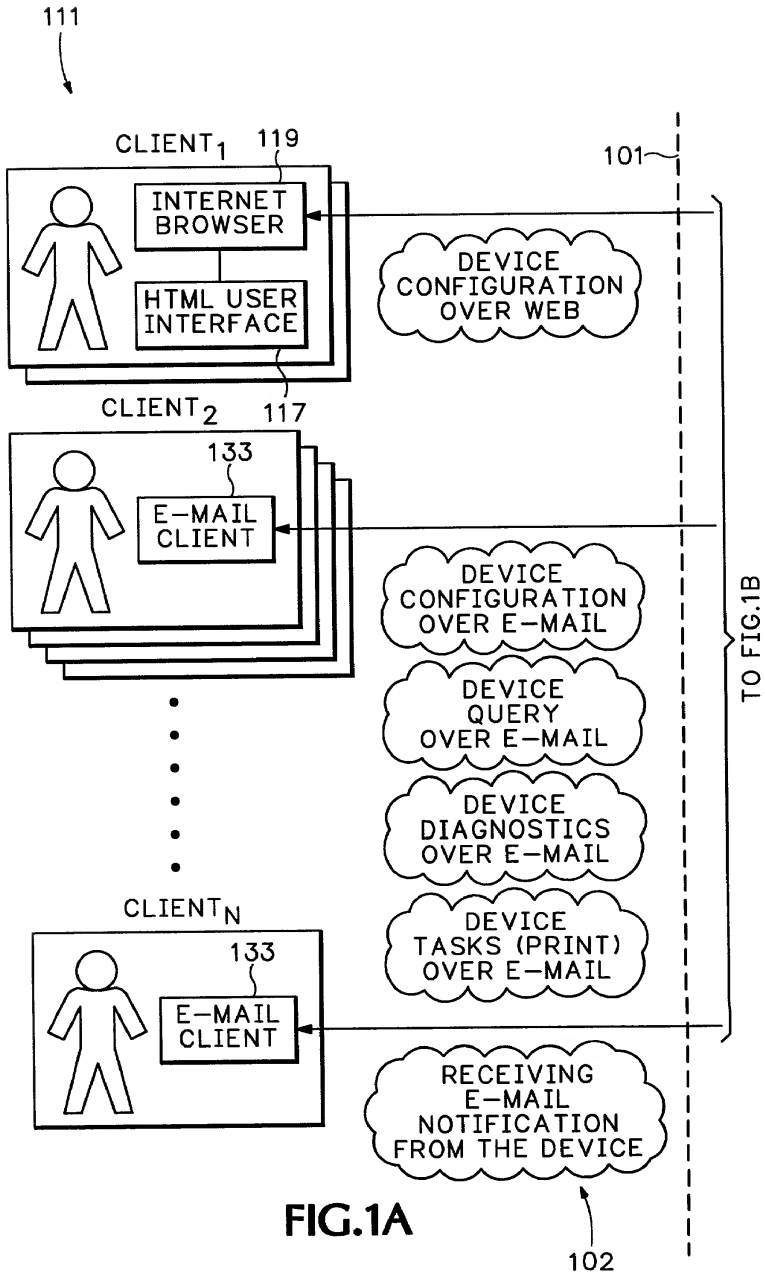 111
CLIENT1
119
101
INTERNET
BROWSER
DEVICE
CONFIGURATION
OVER WEB
HTML USER
INTERFACE
117
CLIENT2
133
E-MAIL
CLIENT
DEVICE
CONFIGURATION
OVER E-MAIL
DEVICE
QUERY
OVER E-MAIL
DEVICE
DIAGNOSTICS
OVER E-MAIL
DEVICE
TASKS (PRINT)
OVER E-MAIL
TO FIG.1B
CLIENTN
133
E-MAIL
CLIENT
RECEIVING
E-MAIL
NOTIFICATION
FROM THE DEVICE
102
FIG.1A